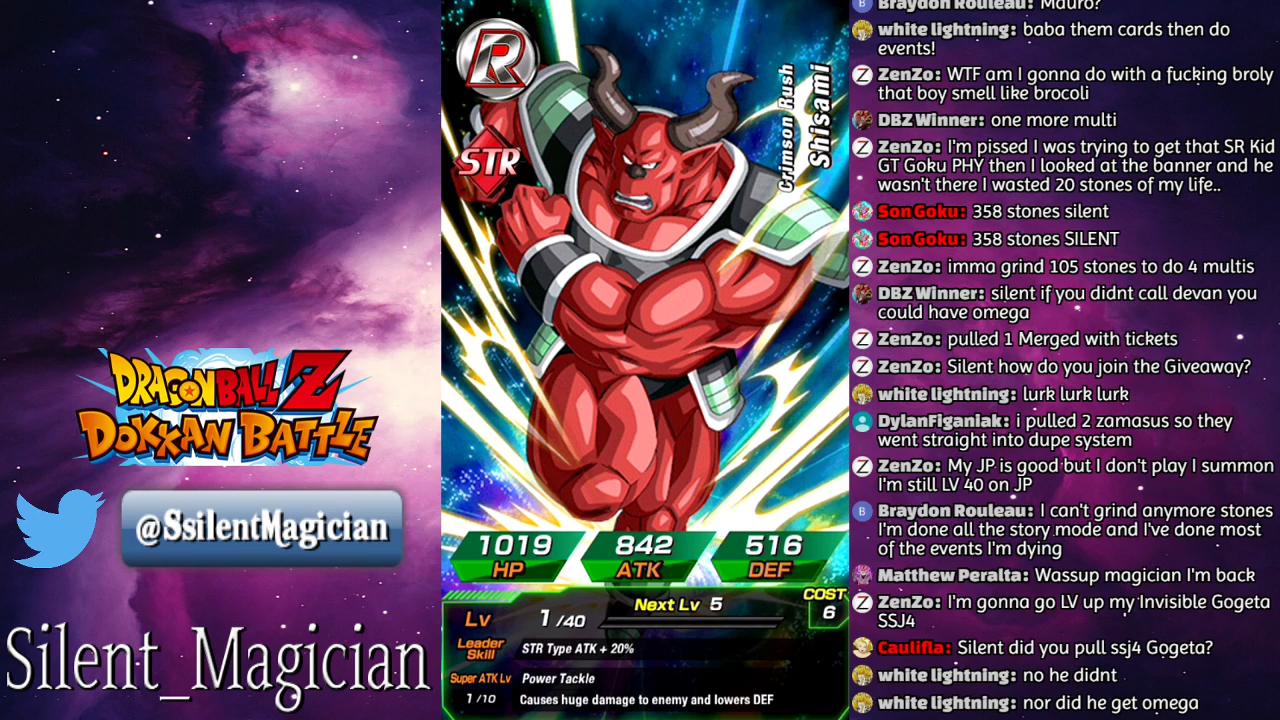 DRAGON BALL Z
DOKKAN BATTLE
@SsilentMagician
Silent_Magician
R
STR
Crimson Rush
Shisami
1019
HP
842
ATK
516
DEF
Lv 1/40
Next Lv 5
COST
6
Leader
Skill
STR Type ATK + 20%
Super ATK Lv
1/10
Power Tackle
Causes huge damage to enemy and lowers DEF
B Braydon Rouleau: Mauro?
white lightning: baba them cards then do
events!
Z ZenZo: WTF am I gonna do with a fucking broly
that boy smell like brocoli
DBZ Winner: one more multi
Z ZenZo: I'm pissed I was trying to get that SR Kid
GT Goku PHY then I looked at the banner and he
wasn't there I wasted 20 stones of my life..
Son Goku: 358 stones silent
Son Goku: 358 stones SILENT
Z ZenZo: imma grind 105 stones to do 4 multis
DBZ Winner: silent if you didnt call devan you
could have omega
Z ZenZo: pulled 1 Merged with tickets
Z ZenZo: Silent how do you join the Giveaway?
white lightning: lurk lurk lurk
DylanFiganiak: i pulled 2 zamasus so they
went straight into dupe system
Z ZenZo: My JP is good but I don't play I summon
I'm still LV 40 on JP
B Braydon Rouleau: I can't grind anymore stones
I'm done all the story mode and I've done most
of the events I'm dying
Matthew Peralta: Wassup magician I'm back
Z ZenZo: I'm gonna go LV up my Invisible Gogeta
SSJ4
Caulifla: Silent did you pull ssj4 Gogeta?
white lightning: no he didnt
white lightning: nor did he get omega